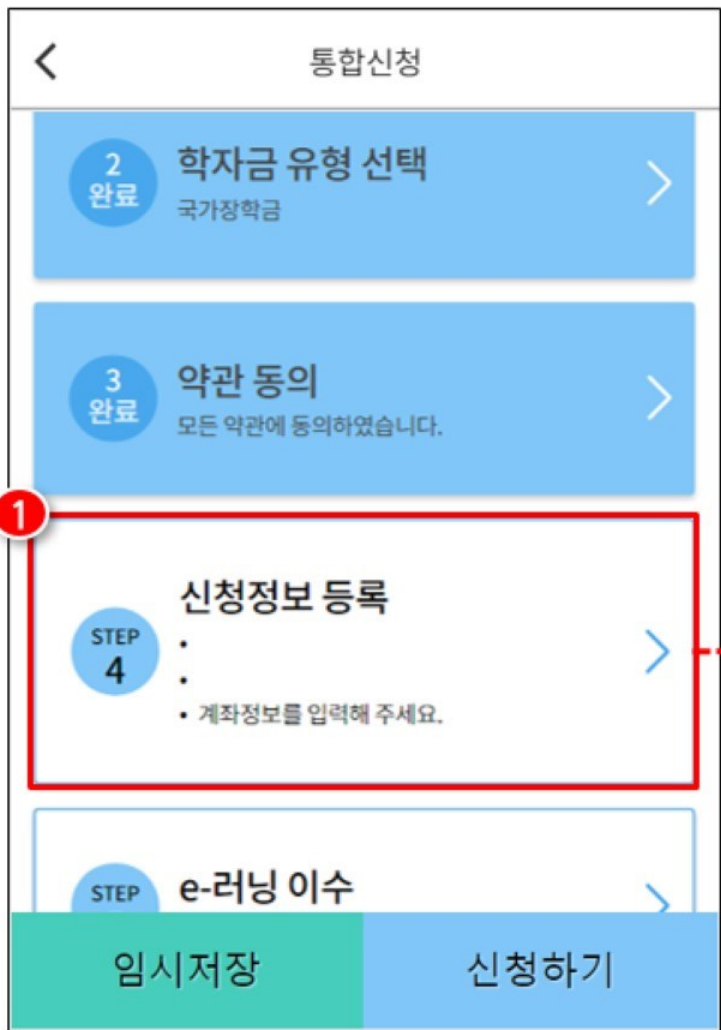 통합신청
2
완료
학자금 유형 선택
국가장학금
3
완료
약관 동의
모든 약관에 동의하였습니다.
1
STEP
4
신청정보 등록
•
•
• 계좌정보를 입력해 주세요.
STEP
e-러닝 이수
임시저장
신청하기